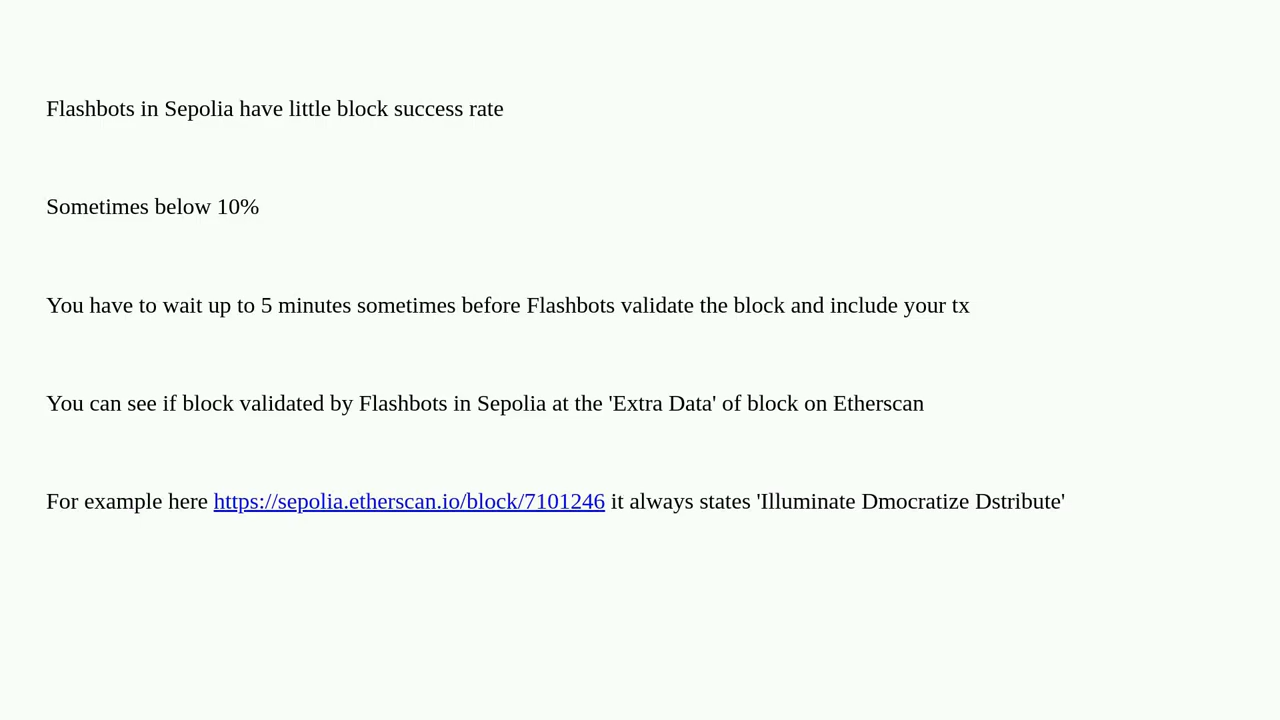 Flashbots in Sepolia have little block success rate
Sometimes below 10%
You have to wait up to 5 minutes sometimes before Flashbots validate the block and include your tx
You can see if block validated by Flashbots in Sepolia at the 'Extra Data' of block on Etherscan
For example here https://sepolia.etherscan.io/block/7101246 it always states 'Illuminate Dmocratize Dstribute'